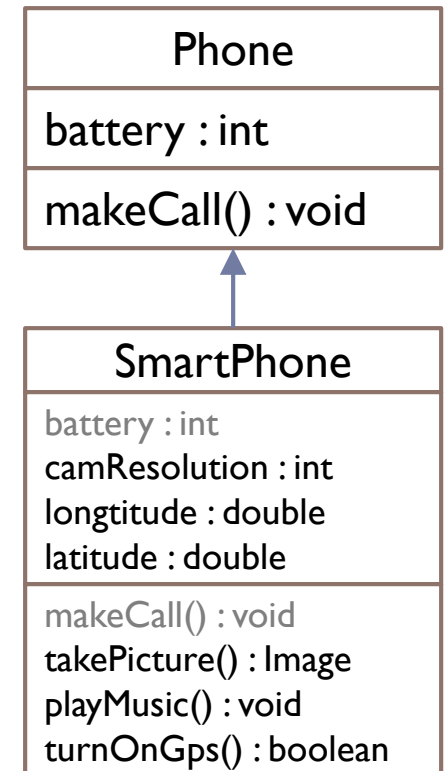 Phone
battery : int
makeCall() : void
SmartPhone
battery : int
camResolution : int
longtitude : double
latitude : double
makeCall() : void
takePicture() : Image
playMusic() : void
turnOnGps() : boolean